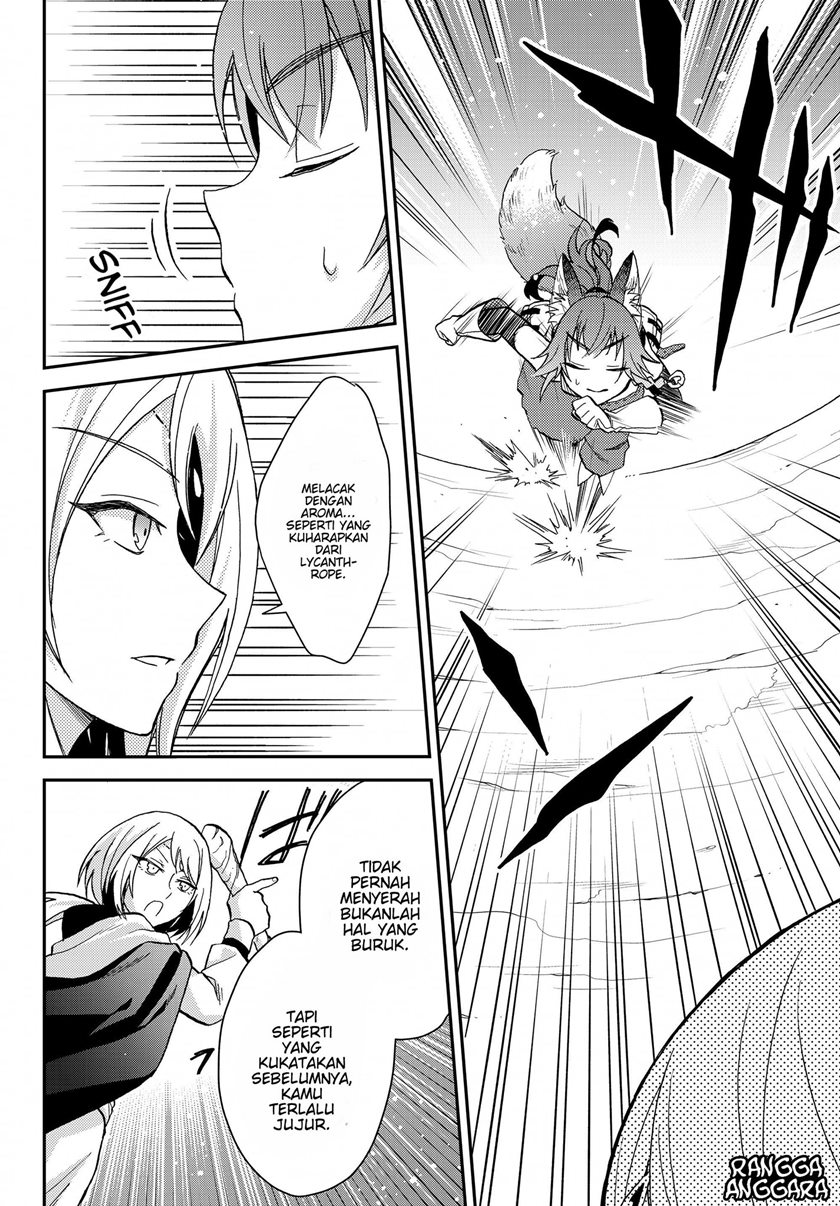 SNIFF
MELACAK
DENGAN
AROMA...
SEPERTI YANG
KUHARAPKAN
DARI
LYCANTH-
ROPE.
TIDAK
PERNAH
MENYERAH
BUKANLAH
HAL YANG
BURUK.
TAPI
SEPERTI
YANG
KUKATAKAN
SEBELUMNYA,
KAMU
TERLALU
JUJUR.
RANGGA
ANGGARA